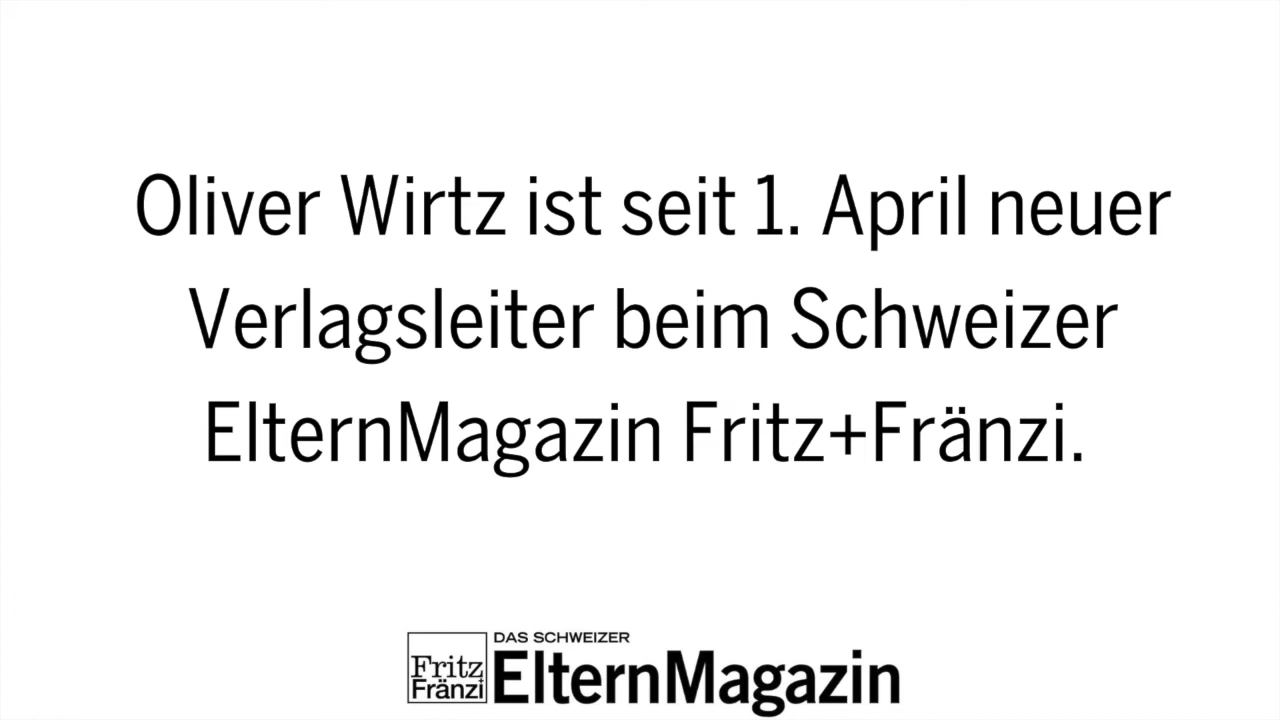 Oliver Wirtz ist seit 1. April neuer
Verlagsleiter beim Schweizer
ElternMagazin Fritz+Fränzi.
DAS SCHWEIZER
Fritz
Fränzi
ElternMagazin